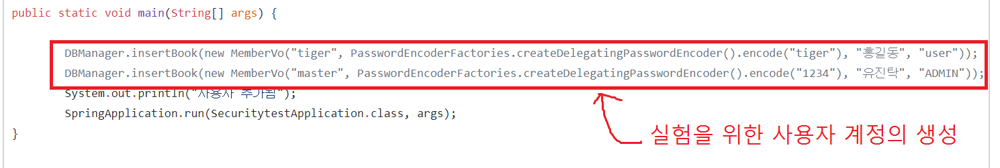 public static void main(String[] args) {
DBManager.insertBook(new MemberVo("tiger", PasswordEncoderFactories.createDelegatingPasswordEncoder().encode("tiger"), "홍길동", "user"));
DBManager.insertBook(new MemberVo("master", PasswordEncoderFactories.createDelegatingPasswordEncoder().encode("1234"), "유진탁", "ADMIN"));
System.out.println("사용자 추가됨");
SpringApplication.run(SecuritytestApplication.class, args);
실험을 위한 사용자 계정의 생성
}